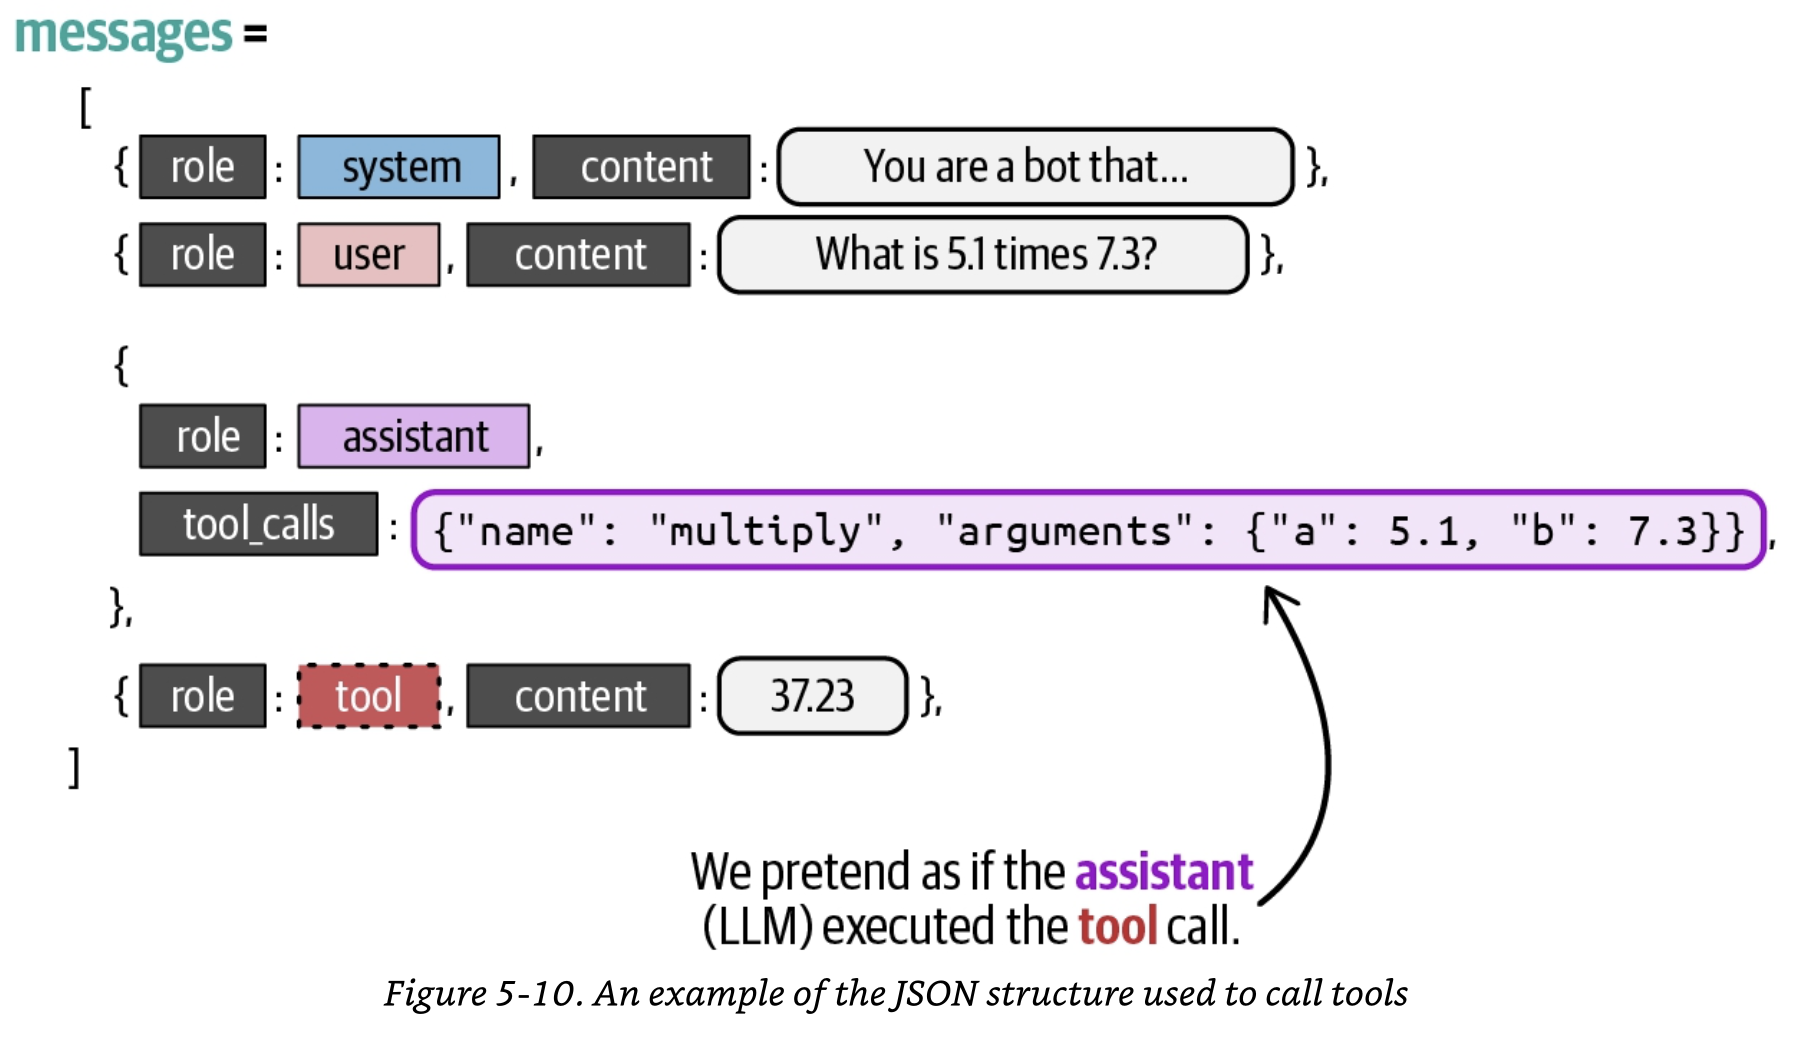 messages =
[
{ role : system , content : You are a bot that... },
{ role : user , content : What is 5.1 times 7.3? },
{
role : assistant ,
tool_calls : {"name": "multiply", "arguments": {"a": 5.1, "b": 7.3}} ,
},
{ role : tool , content : 37.23 },
]
We pretend as if the assistant
(LLM) executed the tool call.
Figure 5-10. An example of the JSON structure used to call tools